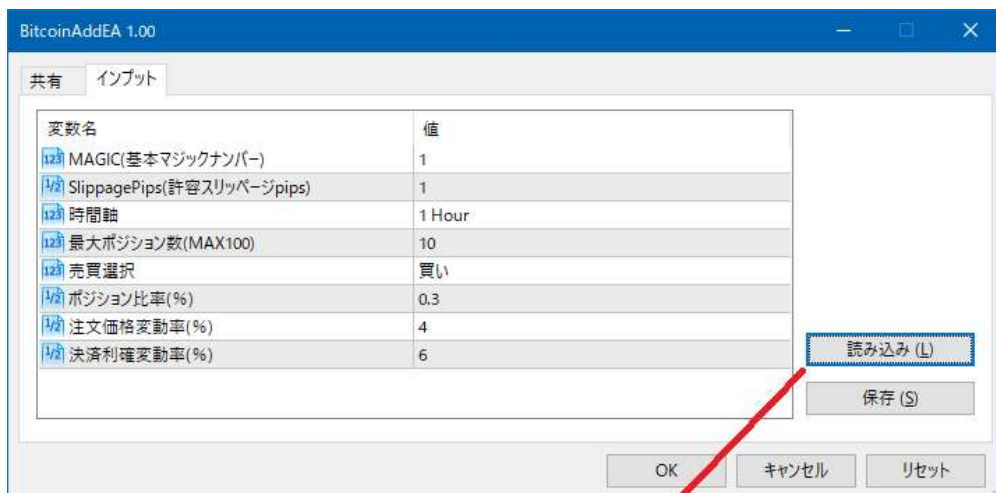 BitcoinAddEA 1.00
共有 インプット
変数名 値
MAGIC(基本マジックナンバー) 1
SlippagePips(許容スリッページpips) 1
時間軸 1 Hour
最大ポジション数(MAX100) 10
売買選択 買い
ポジション比率(%) 0.3
注文価格変動率(%) 4
決済利確変動率(%) 6
読み込み (L)
保存 (S)
OK キャンセル リセット